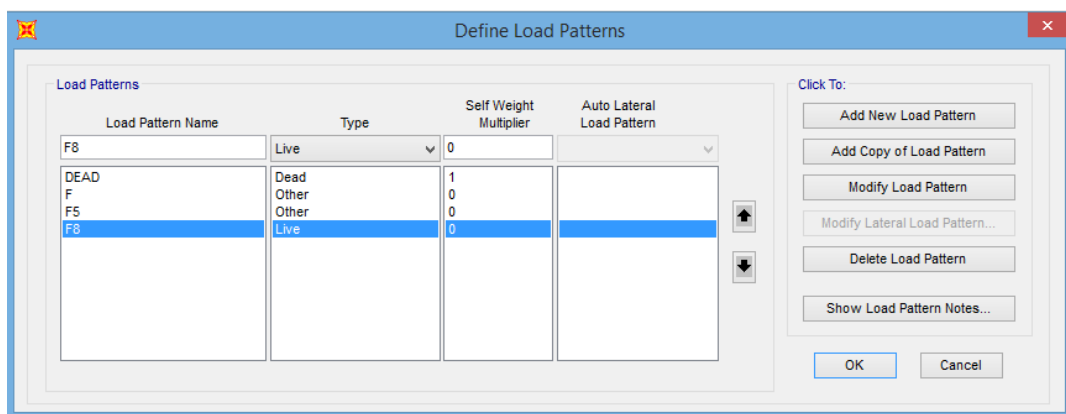 Define Load Patterns
Load Patterns
Click To:
Load Pattern Name
Type
Self Weight
Multiplier
Auto Lateral
Load Pattern
F8
Live
0
DEAD Dead 1
F Other 0
F5 Other 0
F8 Live 0
Add New Load Pattern
Add Copy of Load Pattern
Modify Load Pattern
Modify Lateral Load Pattern...
Delete Load Pattern
Show Load Pattern Notes...
OK
Cancel